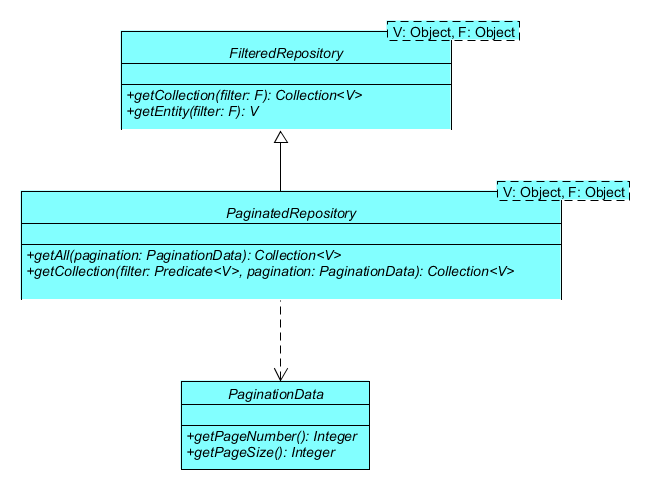 V: Object, F: Object
FilteredRepository
+getCollection(filter: F): Collection<V>
+getEntity(filter: F): V
V: Object, F: Object
PaginatedRepository
+getAll(pagination: PaginationData): Collection<V>
+getCollection(filter: Predicate<V>, pagination: PaginationData): Collection<V>
PaginationData
+getPageNumber(): Integer
+getPageSize(): Integer